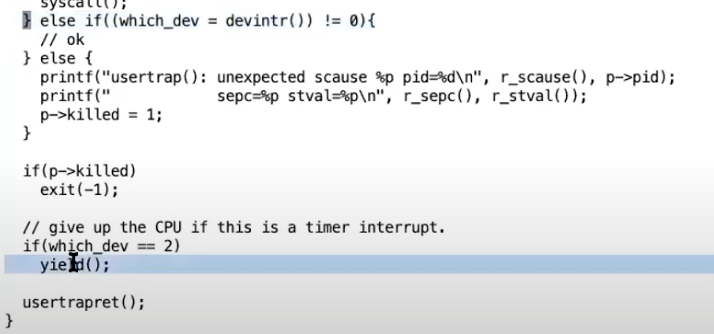 syscall();
} else if((which_dev = devintr()) != 0){
// ok
} else {
printf("usertrap(): unexpected scause %p pid=%d\n", r_scause(), p->pid);
printf("            sepc=%p stval=%p\n", r_sepc(), r_stval());
p->killed = 1;
}
if(p->killed)
exit(-1);
// give up the CPU if this is a timer interrupt.
if(which_dev == 2)
yield();
usertrapret();
}